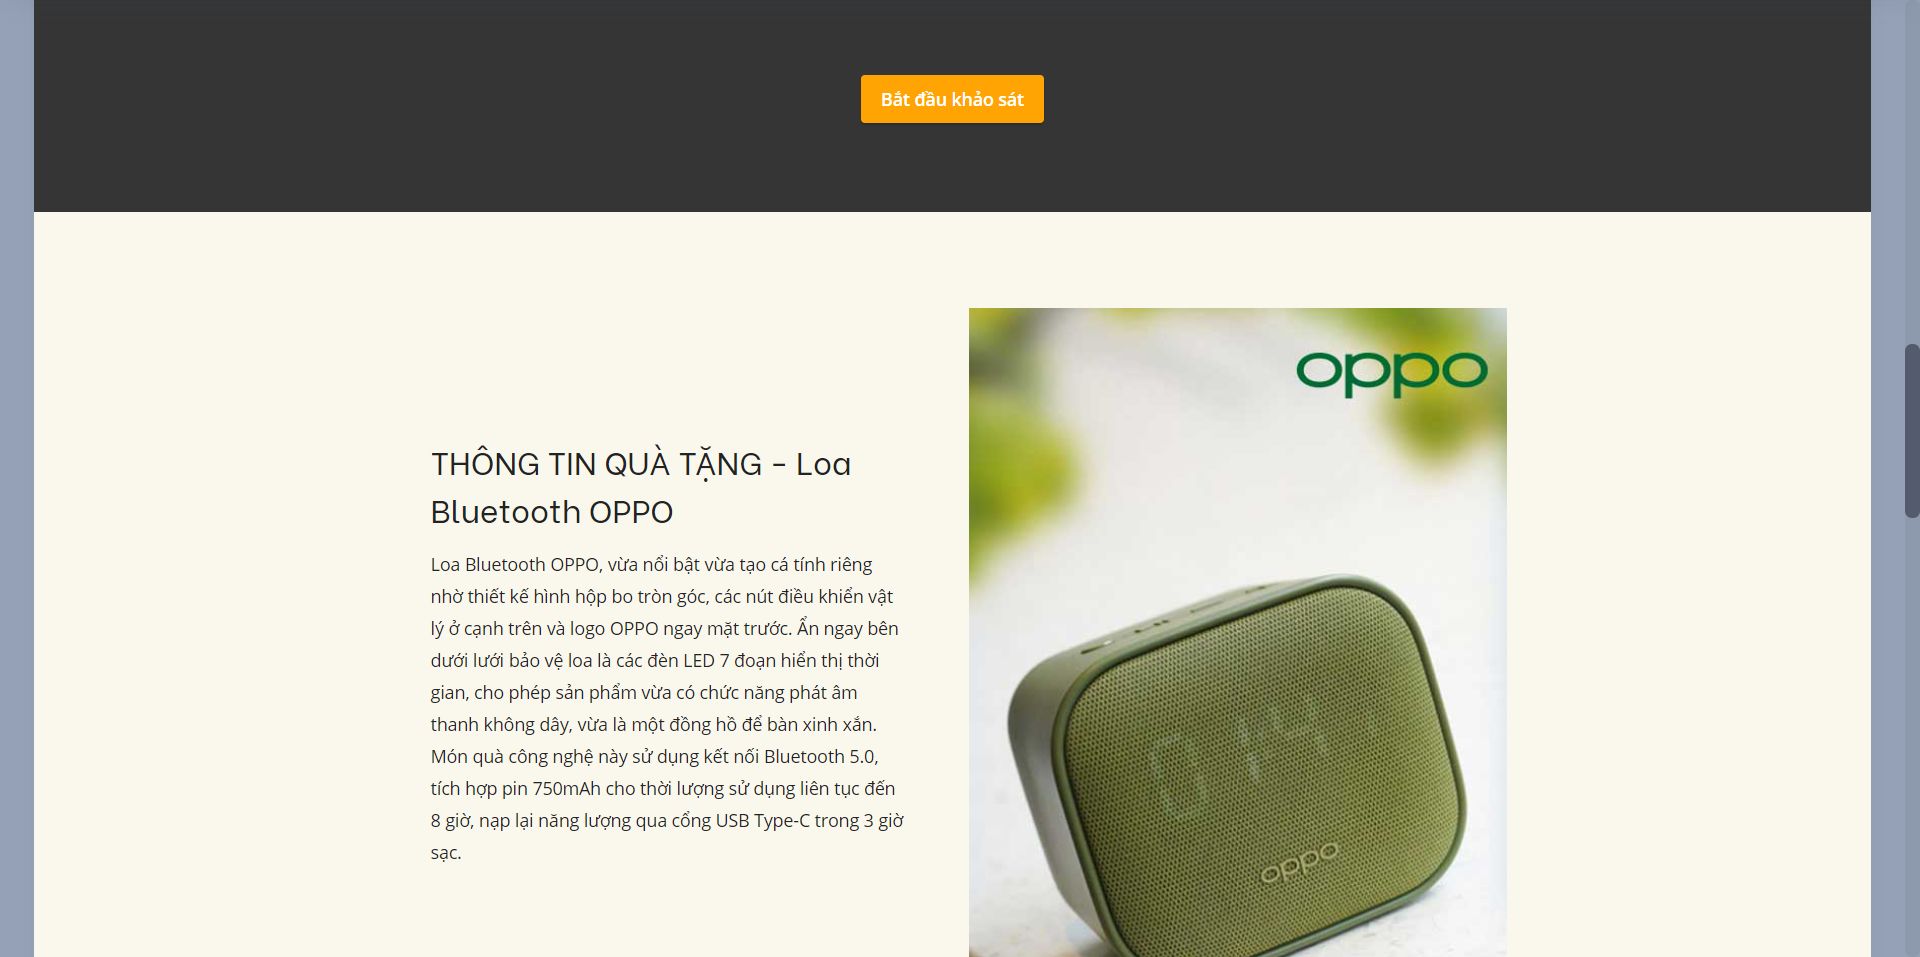 Bắt đầu khảo sát
oppo
THÔNG TIN QUÀ TẶNG - Loa
Bluetooth OPPO
Loa Bluetooth OPPO, vừa nổi bật vừa tạo cá tính riêng
nhờ thiết kế hình hộp bo tròn góc, các nút điều khiển vật
lý ở cạnh trên và logo OPPO ngay mặt trước. Ẩn ngay bên
dưới lưới bảo vệ loa là các đèn LED 7 đoạn hiển thị thời
gian, cho phép sản phẩm vừa có chức năng phát âm
thanh không dây, vừa là một đồng hồ để bàn xinh xắn.
Món quà công nghệ này sử dụng kết nối Bluetooth 5.0,
tích hợp pin 750mAh cho thời lượng sử dụng liên tục đến
8 giờ, nạp lại năng lượng qua cổng USB Type-C trong 3 giờ
sạc.
oppo